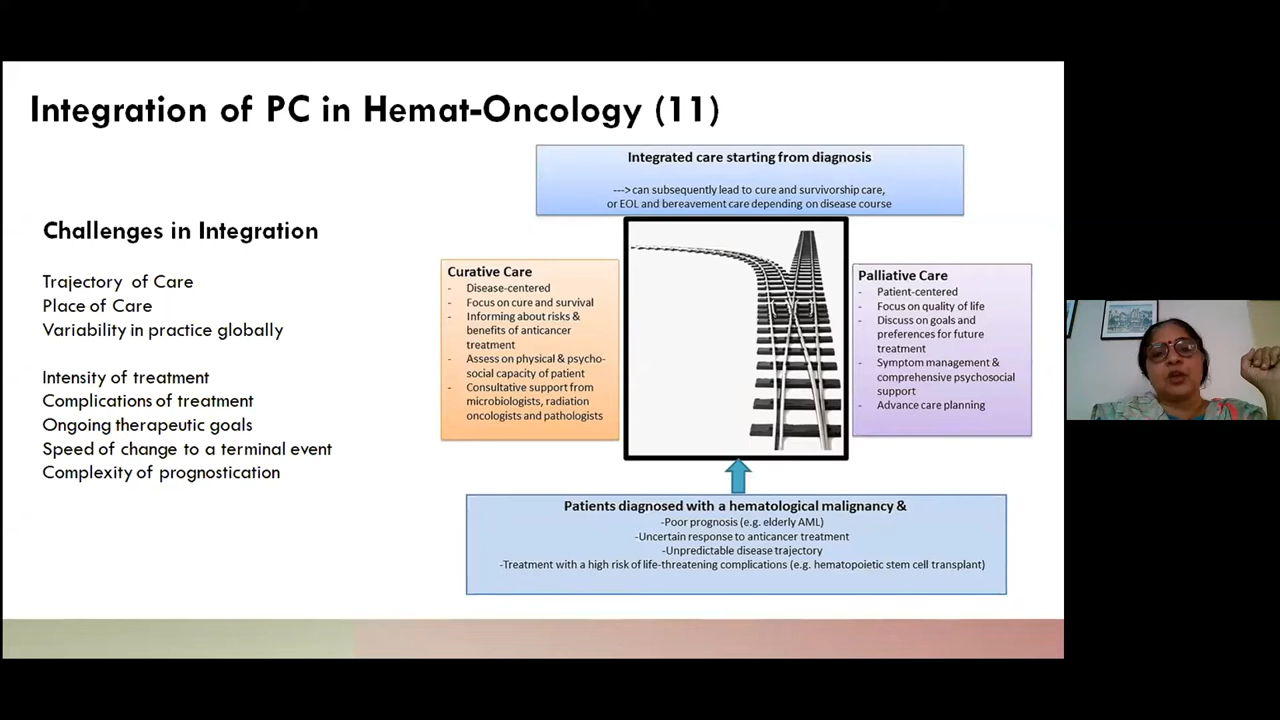 Integration of PC in Hemat-Oncology (11)
Challenges in Integration
Trajectory of Care
Place of Care
Variability in practice globally
Intensity of treatment
Complications of treatment
Ongoing therapeutic goals
Speed of change to a terminal event
Complexity of prognostication
Integrated care starting from diagnosis
---> can subsequently lead to cure and survivorship care,
or EOL and bereavement care depending on disease course
Curative Care
- Disease-centered
- Focus on cure and survival
- Informing about risks &
benefits of anticancer
treatment
- Assess on physical & psycho-
social capacity of patient
- Consultative support from
microbiologists, radiation
oncologists and pathologists
Palliative Care
- Patient-centered
- Focus on quality of life
- Discuss on goals and
preferences for future
treatment
- Symptom management &
comprehensive psychosocial
support
- Advance care planning
Patients diagnosed with a hematological malignancy &
-Poor prognosis (e.g. elderly AML)
-Uncertain response to anticancer treatment
-Unpredictable disease trajectory
-Treatment with a high risk of life-threatening complications (e.g. hematopoietic stem cell transplant)